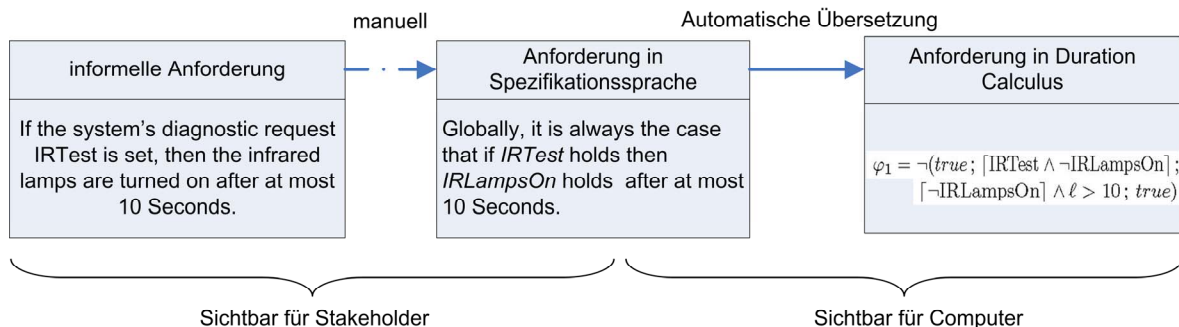 manuell
Automatische Übersetzung
informelle Anforderung
If the system's diagnostic request
IRTest is set, then the infrared
lamps are turned on after at most
10 Seconds.
Anforderung in
Spezifikationssprache
Globally, it is always the case
that if IRTest holds then
IRLampsOn holds after at most
10 Seconds.
Anforderung in Duration
Calculus
φ₁ = ¬(true ; ⌈IRTest ∧ ¬IRLampsOn⌉ ;
⌈¬IRLampsOn⌉ ∧ ℓ > 10 ; true)
Sichtbar für Stakeholder
Sichtbar für Computer